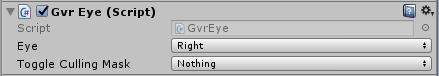 Gvr Eye (Script)
Script GvrEye
Eye Right
Toggle Culling Mask Nothing